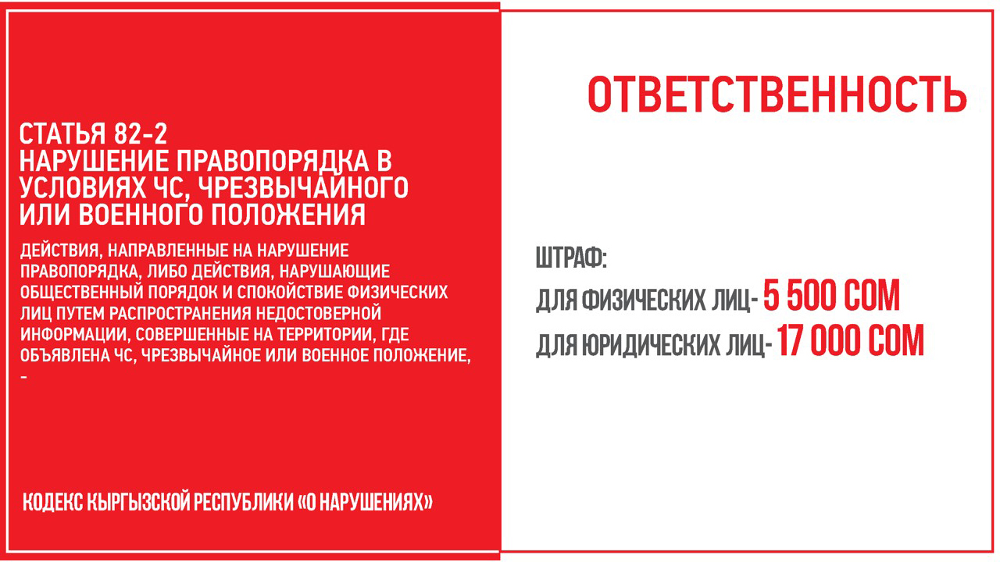 СТАТЬЯ 82-2
НАРУШЕНИЕ ПРАВОПОРЯДКА В
УСЛОВИЯХ ЧС, ЧРЕЗВЫЧАЙНОГО
ИЛИ ВОЕННОГО ПОЛОЖЕНИЯ
ДЕЙСТВИЯ, НАПРАВЛЕННЫЕ НА НАРУШЕНИЕ
ПРАВОПОРЯДКА, ЛИБО ДЕЙСТВИЯ, НАРУШАЮЩИЕ
ОБЩЕСТВЕННЫЙ ПОРЯДОК И СПОКОЙСТВИЕ ФИЗИЧЕСКИХ
ЛИЦ ПУТЕМ РАСПРОСТРАНЕНИЯ НЕДОСТОВЕРНОЙ
ИНФОРМАЦИИ, СОВЕРШЕННЫЕ НА ТЕРРИТОРИИ, ГДЕ
ОБЪЯВЛЕНА ЧС, ЧРЕЗВЫЧАЙНОЕ ИЛИ ВОЕННОЕ ПОЛОЖЕНИЕ,
-
КОДЕКС КЫРГЫЗСКОЙ РЕСПУБЛИКИ «О НАРУШЕНИЯХ»
ОТВЕТСТВЕННОСТЬ
ШТРАФ:
ДЛЯ ФИЗИЧЕСКИХ ЛИЦ- 5 500 СОМ
ДЛЯ ЮРИДИЧЕСКИХ ЛИЦ- 17 000 СОМ